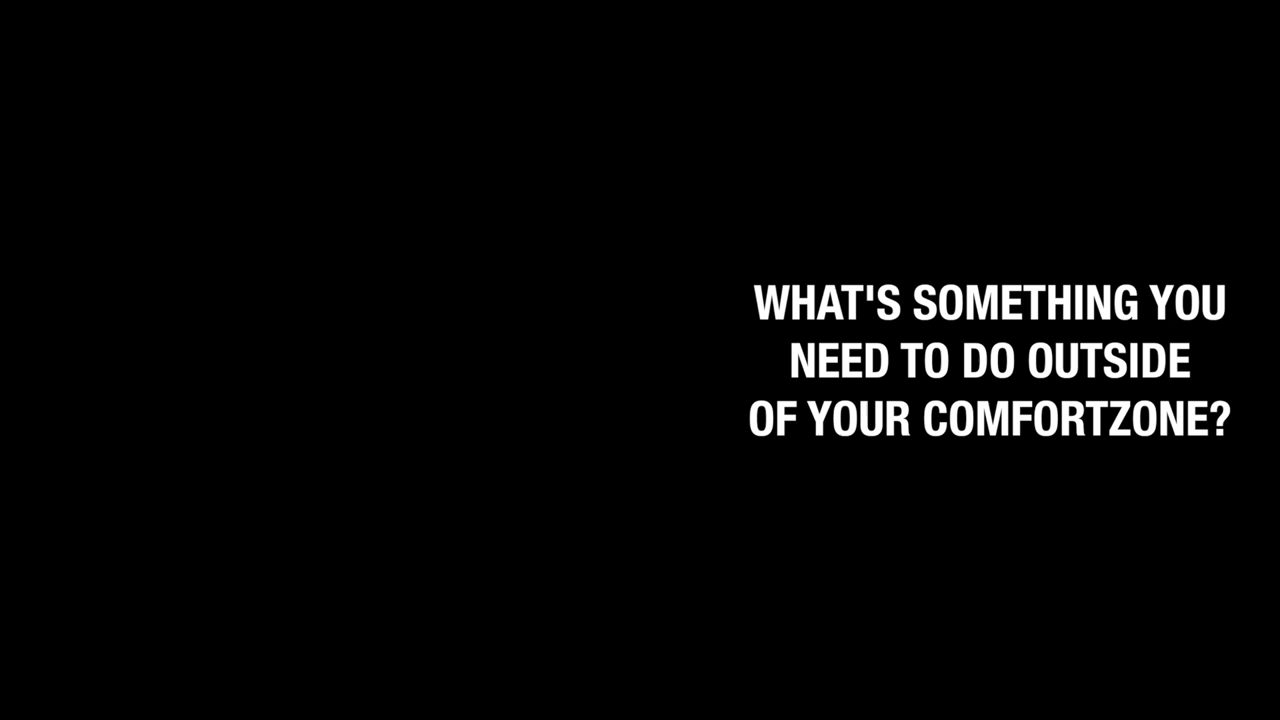 WHAT'S SOMETHING YOU
NEED TO DO OUTSIDE
OF YOUR COMFORTZONE?